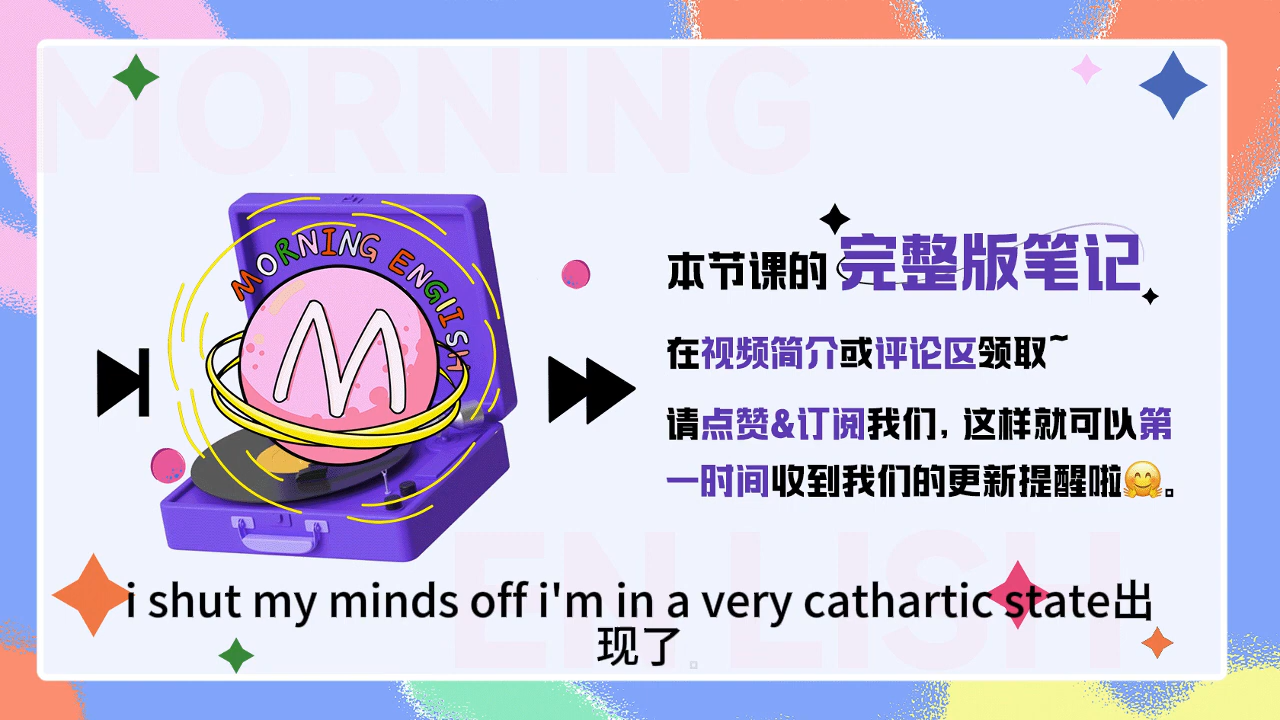 MORNING
MORNING ENGlISH
M
本节课的 完整版笔记
在视频简介或评论区领取~
请点赞&订阅我们, 这样就可以第
一时间收到我们的更新提醒啦🤗。
EN LISH
i shut my minds off i'm in a very cathartic state出
现了。